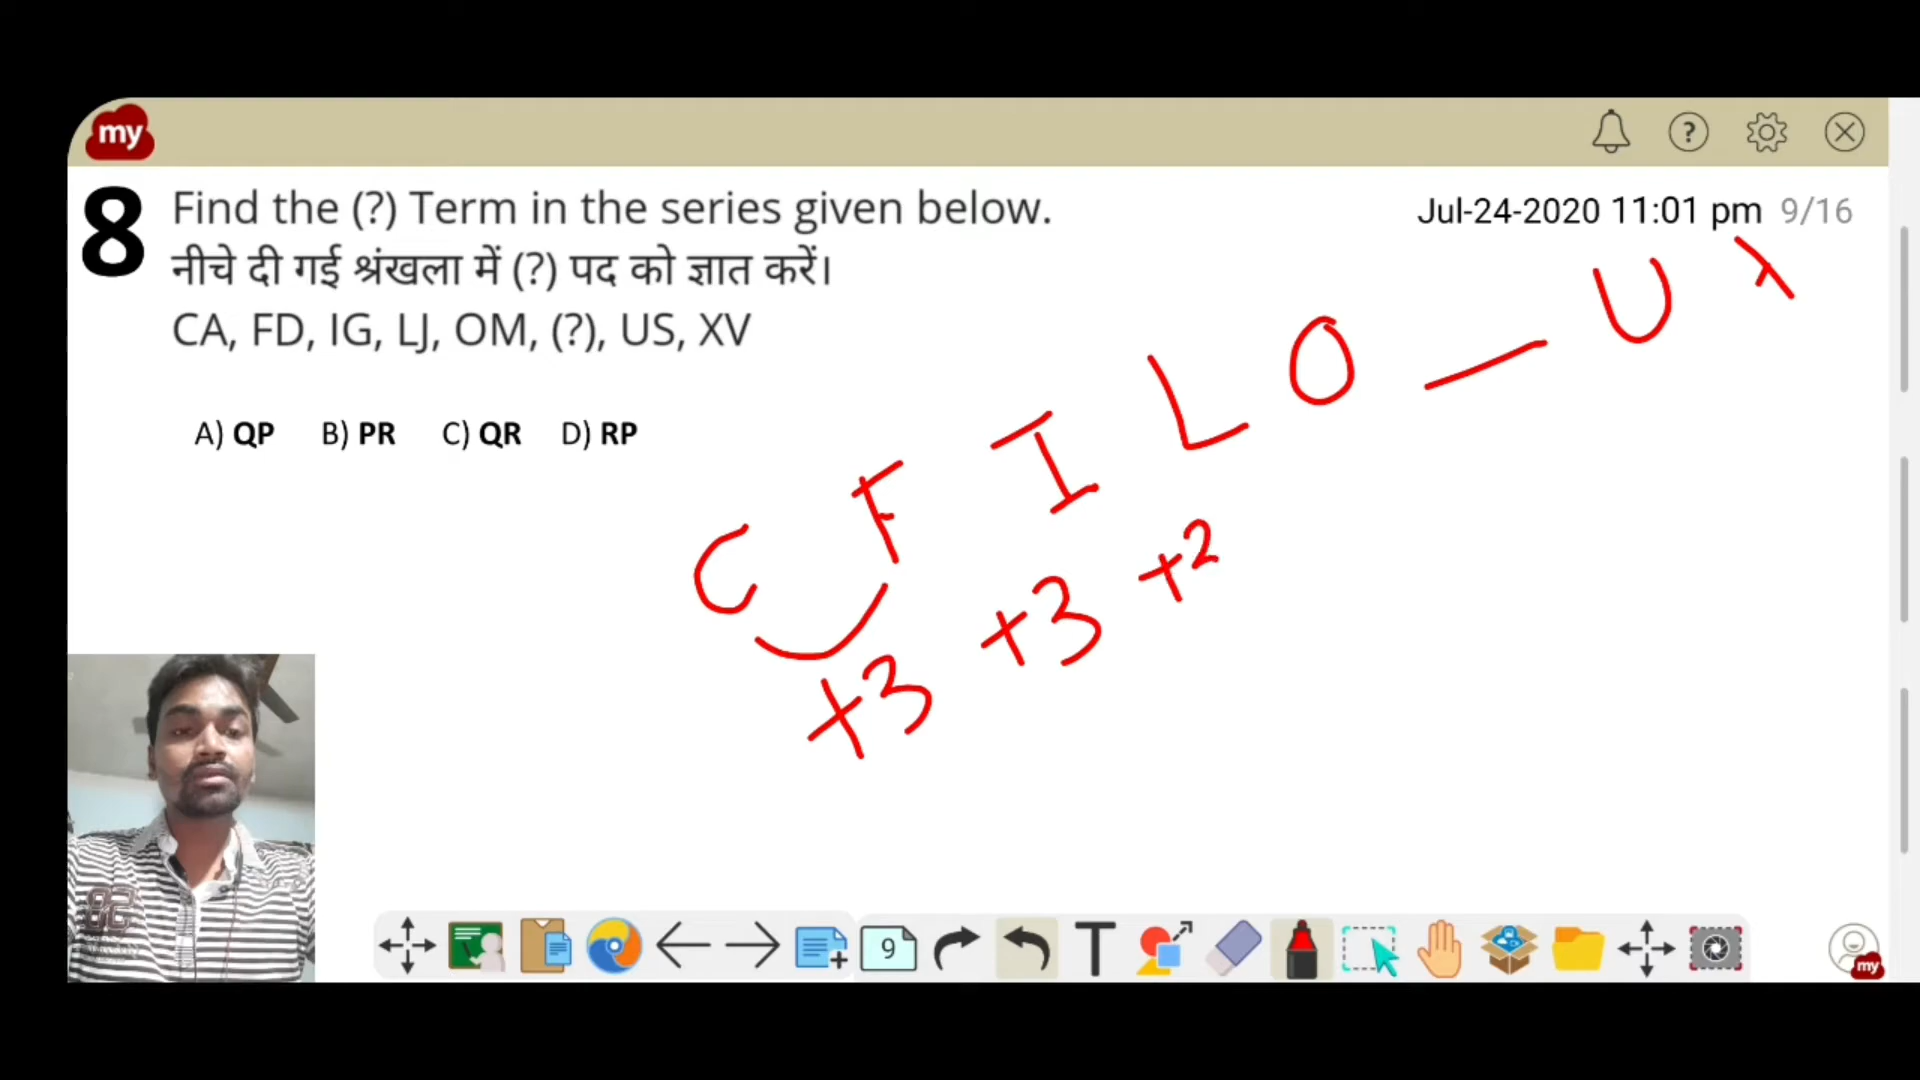 my
8 Find the (?) Term in the series given below.
Jul-24-2020 11:01 pm 9/16
नीचे दी गई श्रंखला में (?) पद को ज्ञात करें।
CA, FD, IG, LJ, OM, (?), US, XV
A) QP B) PR C) QR D) RP
C F I L O — U X
+3 +3 +2
9
my